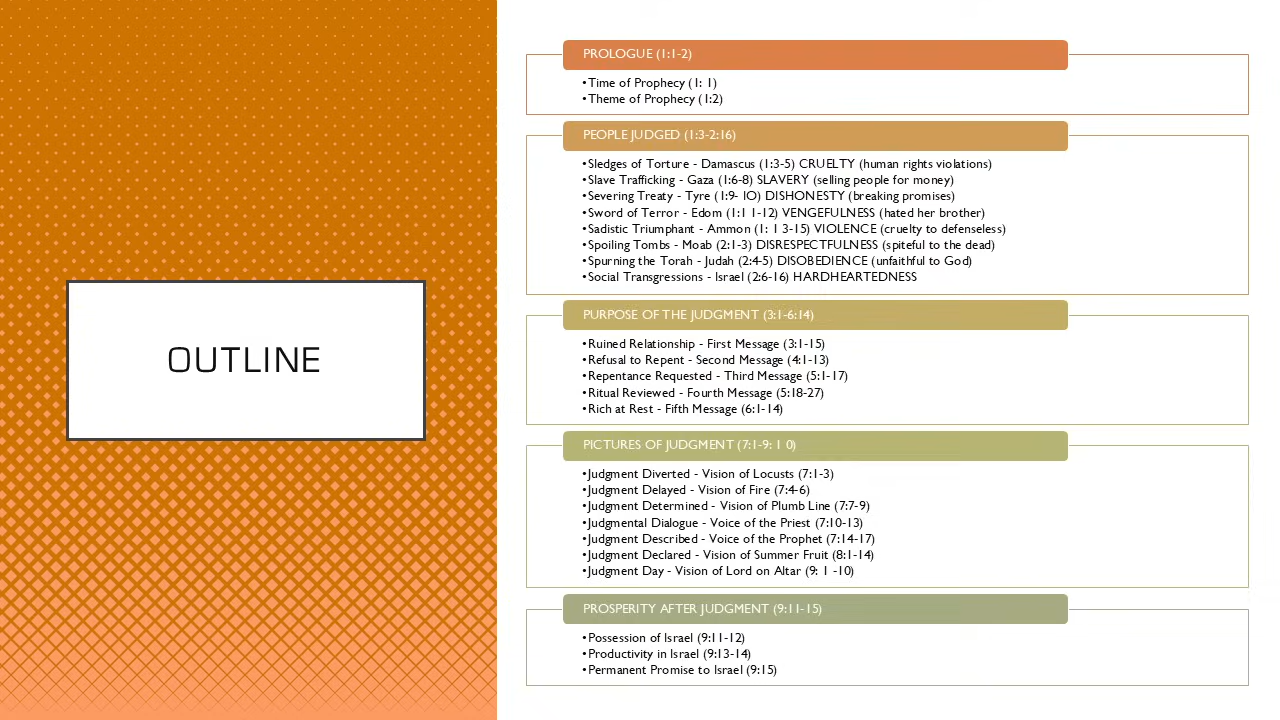 OUTLINE
PROLOGUE (1:1-2)
•Time of Prophecy (1: 1)
•Theme of Prophecy (1:2)
PEOPLE JUDGED (1:3-2:16)
•Sledges of Torture - Damascus (1:3-5) CRUELTY (human rights violations)
•Slave Trafficking - Gaza (1:6-8) SLAVERY (selling people for money)
•Severing Treaty - Tyre (1:9- IO) DISHONESTY (breaking promises)
•Sword of Terror - Edom (1:1 1-12) VENGEFULNESS (hated her brother)
•Sadistic Triumphant - Ammon (1: 1 3-15) VIOLENCE (cruelty to defenseless)
•Spoiling Tombs - Moab (2:1-3) DISRESPECTFULNESS (spiteful to the dead)
•Spurning the Torah - Judah (2:4-5) DISOBEDIENCE (unfaithful to God)
•Social Transgressions - Israel (2:6-16) HARDHEARTEDNESS
PURPOSE OF THE JUDGMENT (3:1-6:14)
•Ruined Relationship - First Message (3:1-15)
•Refusal to Repent - Second Message (4:1-13)
•Repentance Requested - Third Message (5:1-17)
•Ritual Reviewed - Fourth Message (5:18-27)
•Rich at Rest - Fifth Message (6:1-14)
PICTURES OF JUDGMENT (7:1-9: 1 0)
•Judgment Diverted - Vision of Locusts (7:1-3)
•Judgment Delayed - Vision of Fire (7:4-6)
•Judgment Determined - Vision of Plumb Line (7:7-9)
•Judgmental Dialogue - Voice of the Priest (7:10-13)
•Judgment Described - Voice of the Prophet (7:14-17)
•Judgment Declared - Vision of Summer Fruit (8:1-14)
•Judgment Day - Vision of Lord on Altar (9: 1 -10)
PROSPERITY AFTER JUDGMENT (9:11-15)
•Possession of Israel (9:11-12)
•Productivity in Israel (9:13-14)
•Permanent Promise to Israel (9:15)